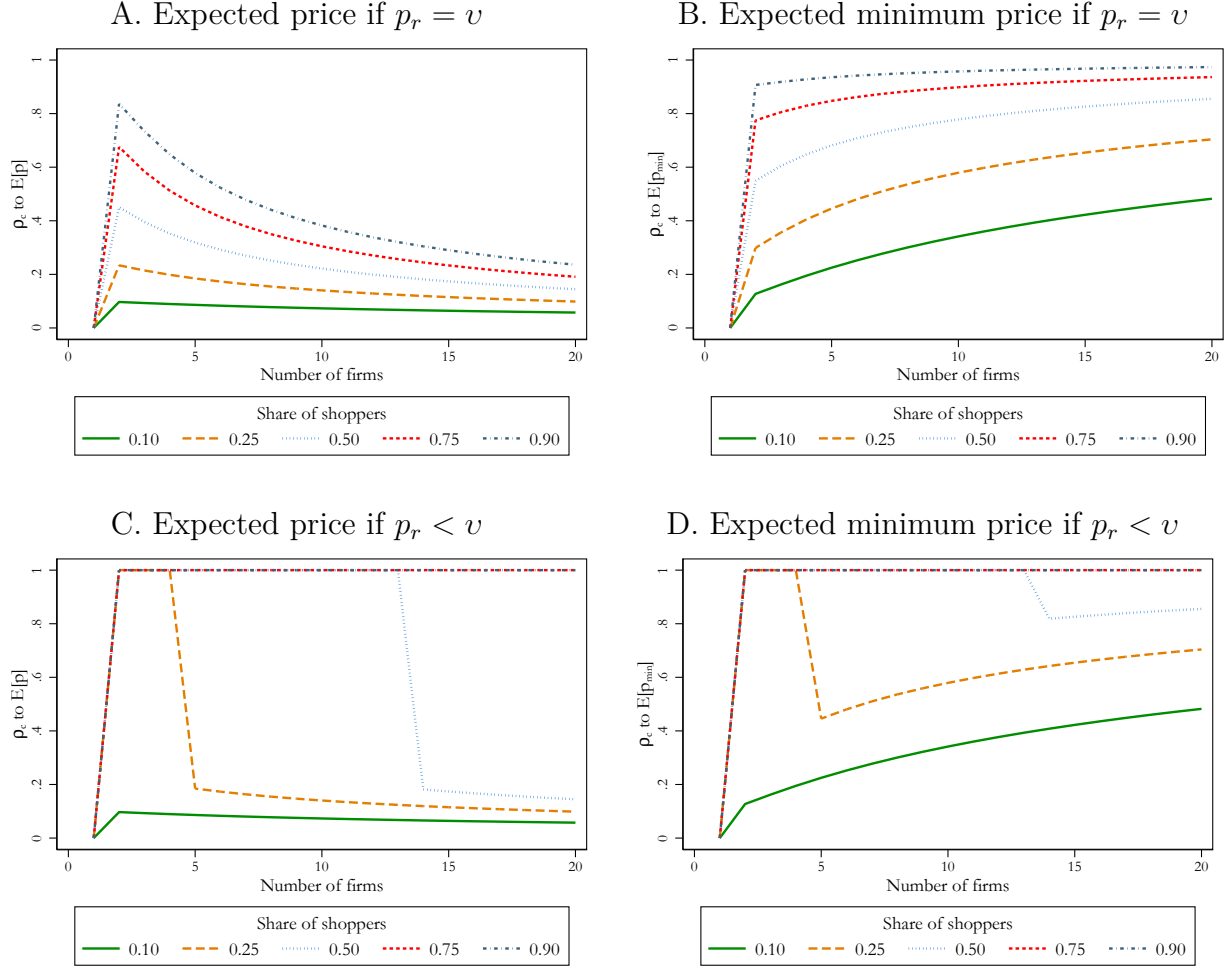 A. Expected price if p_r = υ
ρ_c to E[p]
1
.8
.6
.4
.2
0
0 5 10 15 20
Number of firms
Share of shoppers
0.10 0.25 0.50 0.75 0.90
B. Expected minimum price if p_r = υ
ρ_c to E[p_min]
1
.8
.6
.4
.2
0
0 5 10 15 20
Number of firms
Share of shoppers
0.10 0.25 0.50 0.75 0.90
C. Expected price if p_r < υ
ρ_c to E[p]
1
.8
.6
.4
.2
0
0 5 10 15 20
Number of firms
Share of shoppers
0.10 0.25 0.50 0.75 0.90
D. Expected minimum price if p_r < υ
ρ_c to E[p_min]
1
.8
.6
.4
.2
0
0 5 10 15 20
Number of firms
Share of shoppers
0.10 0.25 0.50 0.75 0.90